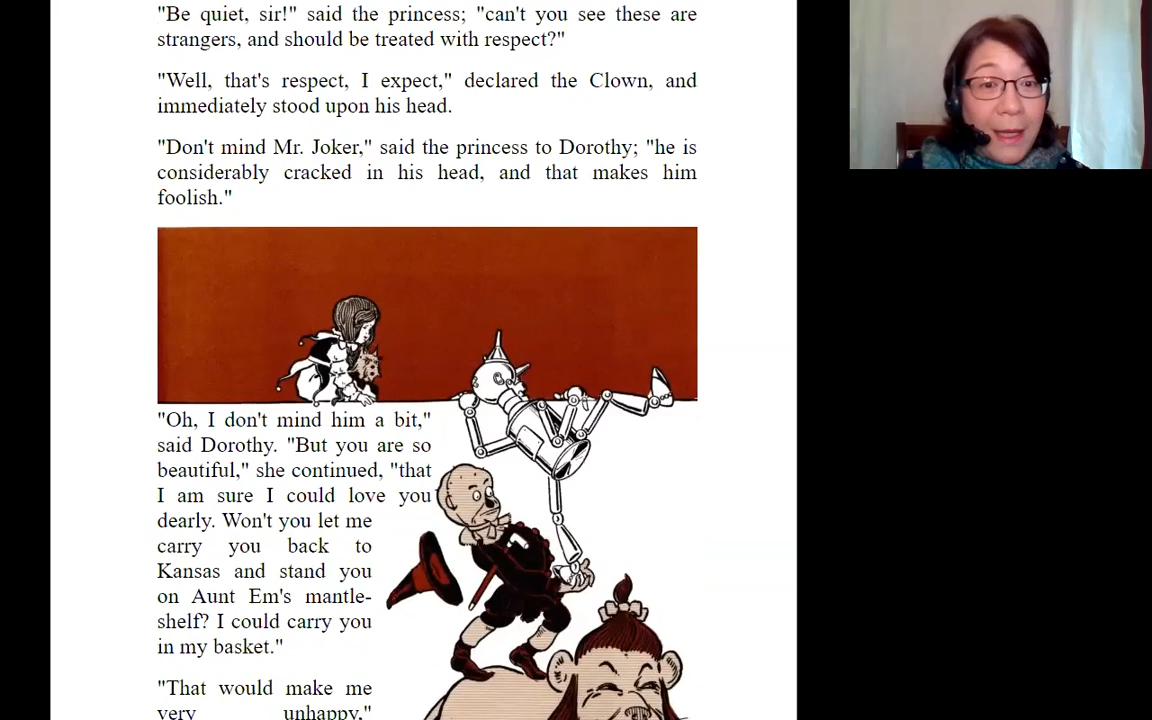 "Be quiet, sir!" said the princess; "can't you see these are
strangers, and should be treated with respect?"
"Well, that's respect, I expect," declared the Clown, and
immediately stood upon his head.
"Don't mind Mr. Joker," said the princess to Dorothy; "he is
considerably cracked in his head, and that makes him
foolish."
"Oh, I don't mind him a bit,"
said Dorothy. "But you are so
beautiful," she continued, "that
I am sure I could love you
dearly. Won't you let me
carry you back to
Kansas and stand you
on Aunt Em's mantle-
shelf? I could carry you
in my basket."
"That would make me
very unhappy,"